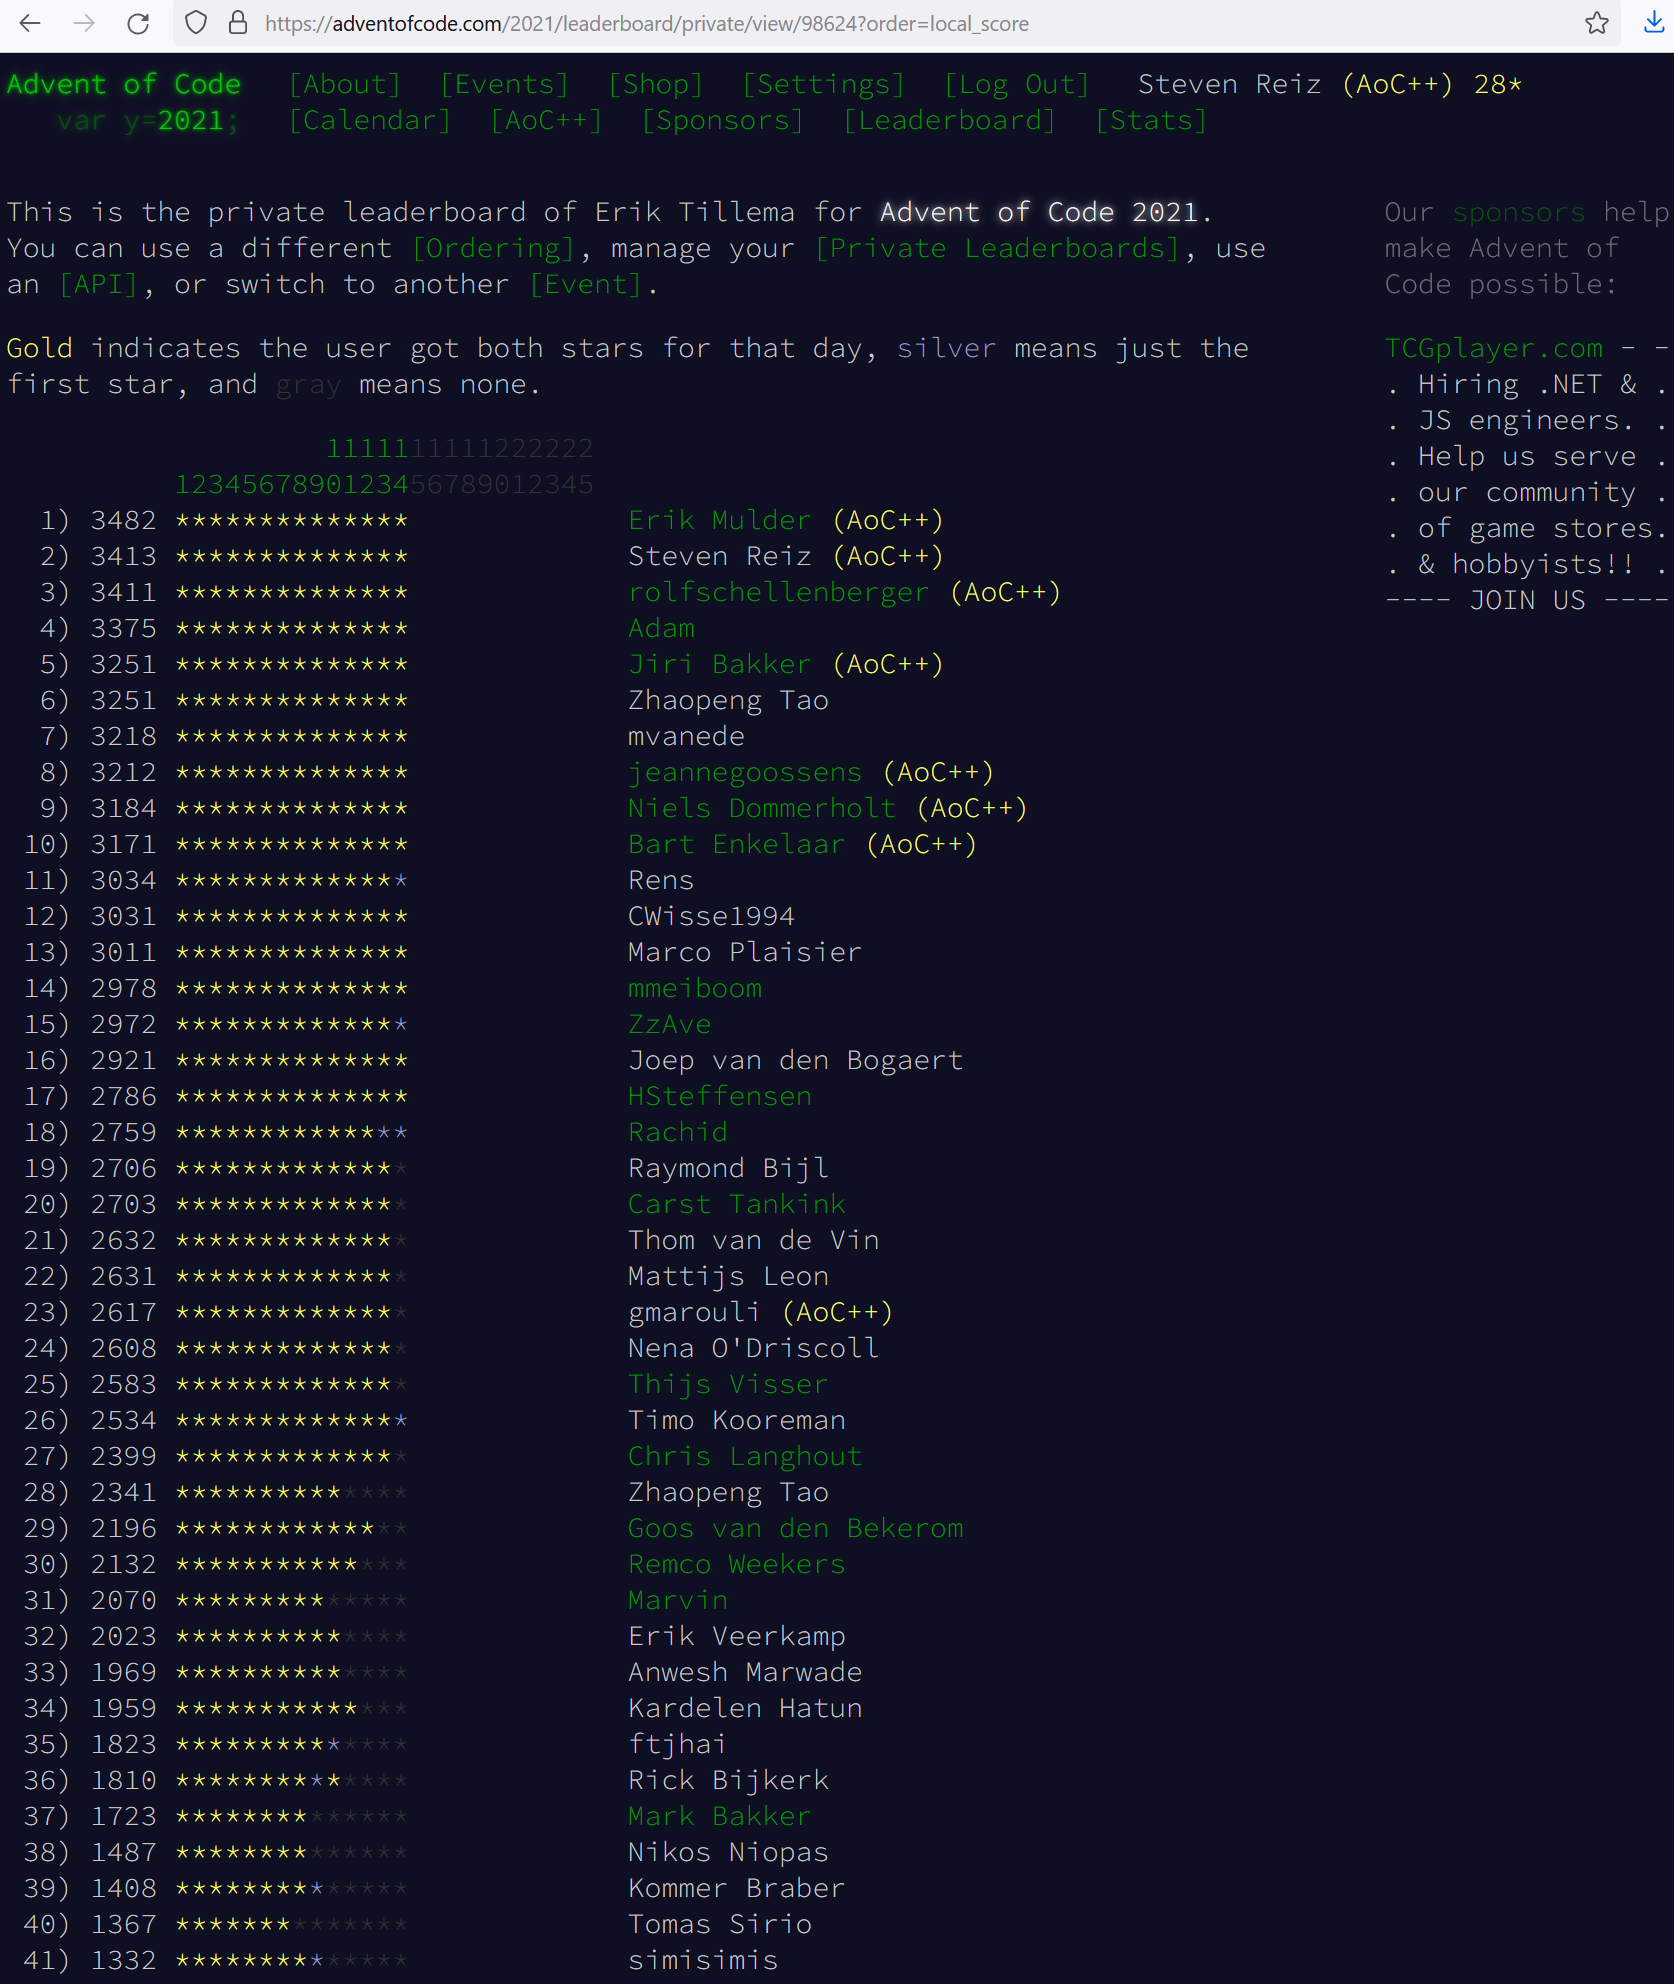 https://adventofcode.com/2021/leaderboard/private/view/98624?order=local_score
Advent of Code [About] [Events] [Shop] [Settings] [Log Out] Steven Reiz (AoC++) 28*
var y=2021; [Calendar] [AoC++] [Sponsors] [Leaderboard] [Stats]
This is the private leaderboard of Erik Tillema for Advent of Code 2021.
You can use a different [Ordering], manage your [Private Leaderboards], use
an [API], or switch to another [Event].
Gold indicates the user got both stars for that day, silver means just the
first star, and gray means none.
1111111111222222
1234567890123456789012345
1) 3482 ************** Erik Mulder (AoC++)
2) 3413 ************** Steven Reiz (AoC++)
3) 3411 ************** rolfschellenberger (AoC++)
4) 3375 ************** Adam
5) 3251 ************** Jiri Bakker (AoC++)
6) 3251 ************** Zhaopeng Tao
7) 3218 ************** mvanede
8) 3212 ************** jeannegoossens (AoC++)
9) 3184 ************** Niels Dommerholt (AoC++)
10) 3171 ************** Bart Enkelaar (AoC++)
11) 3034 ************** Rens
12) 3031 ************** CWisse1994
13) 3011 ************** Marco Plaisier
14) 2978 ************** mmeiboom
15) 2972 ************** ZzAve
16) 2921 ************** Joep van den Bogaert
17) 2786 ************** HSteffensen
18) 2759 ************** Rachid
19) 2706 ************** Raymond Bijl
20) 2703 ************** Carst Tankink
21) 2632 ************** Thom van de Vin
22) 2631 ************** Mattijs Leon
23) 2617 ************** gmarouli (AoC++)
24) 2608 ************** Nena O'Driscoll
25) 2583 ************** Thijs Visser
26) 2534 ************** Timo Kooreman
27) 2399 ************** Chris Langhout
28) 2341 ************** Zhaopeng Tao
29) 2196 ************** Goos van den Bekerom
30) 2132 ************** Remco Weekers
31) 2070 ************** Marvin
32) 2023 ************** Erik Veerkamp
33) 1969 ************** Anwesh Marwade
34) 1959 ************** Kardelen Hatun
35) 1823 ************** ftjhai
36) 1810 ************** Rick Bijkerk
37) 1723 ************** Mark Bakker
38) 1487 ************** Nikos Niopas
39) 1408 ************** Kommer Braber
40) 1367 ************** Tomas Sirio
41) 1332 ************** simisimis
Our sponsors help
make Advent of
Code possible:
TCGplayer.com - -
. Hiring .NET & .
. JS engineers. .
. Help us serve .
. our community .
. of game stores.
. & hobbyists!! .
---- JOIN US ----